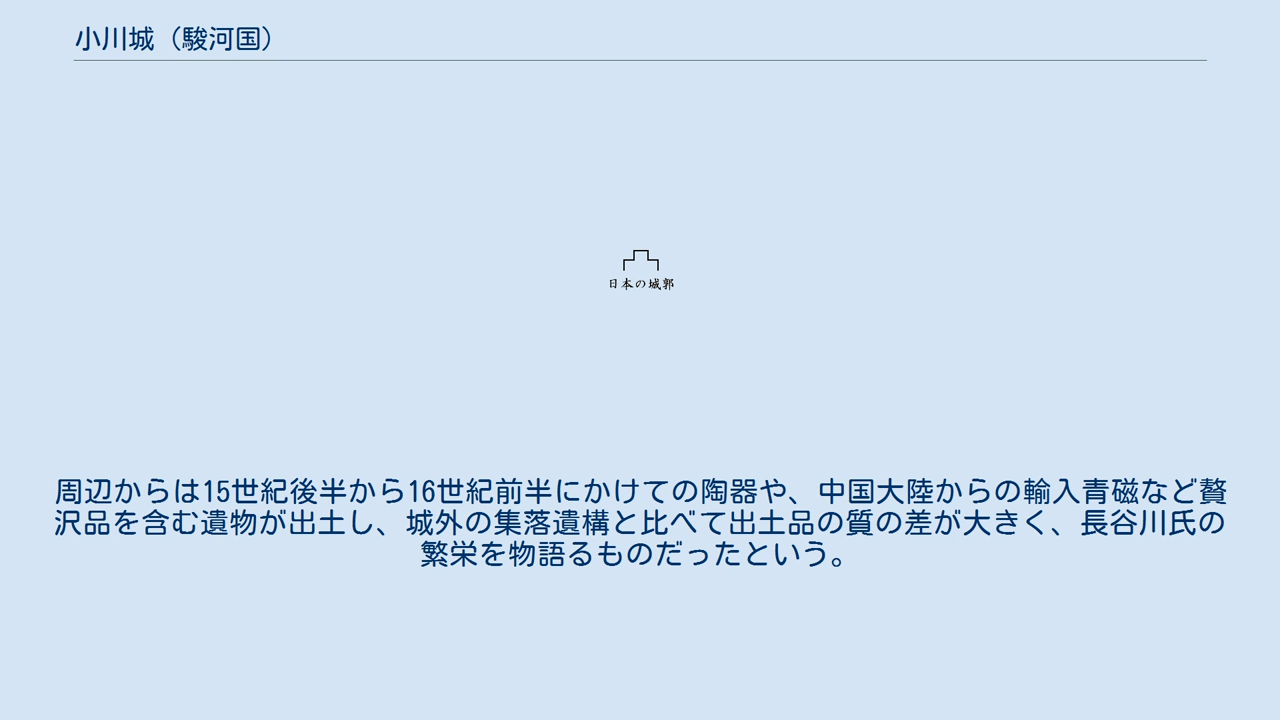 小川城（駿河国）
日本の城郭
周辺からは15世紀後半から16世紀前半にかけての陶器や、中国大陸からの輸入青磁など贅
沢品を含む遺物が出土し、城外の集落遺構と比べて出土品の質の差が大きく、長谷川氏の
繁栄を物語るものだったという。